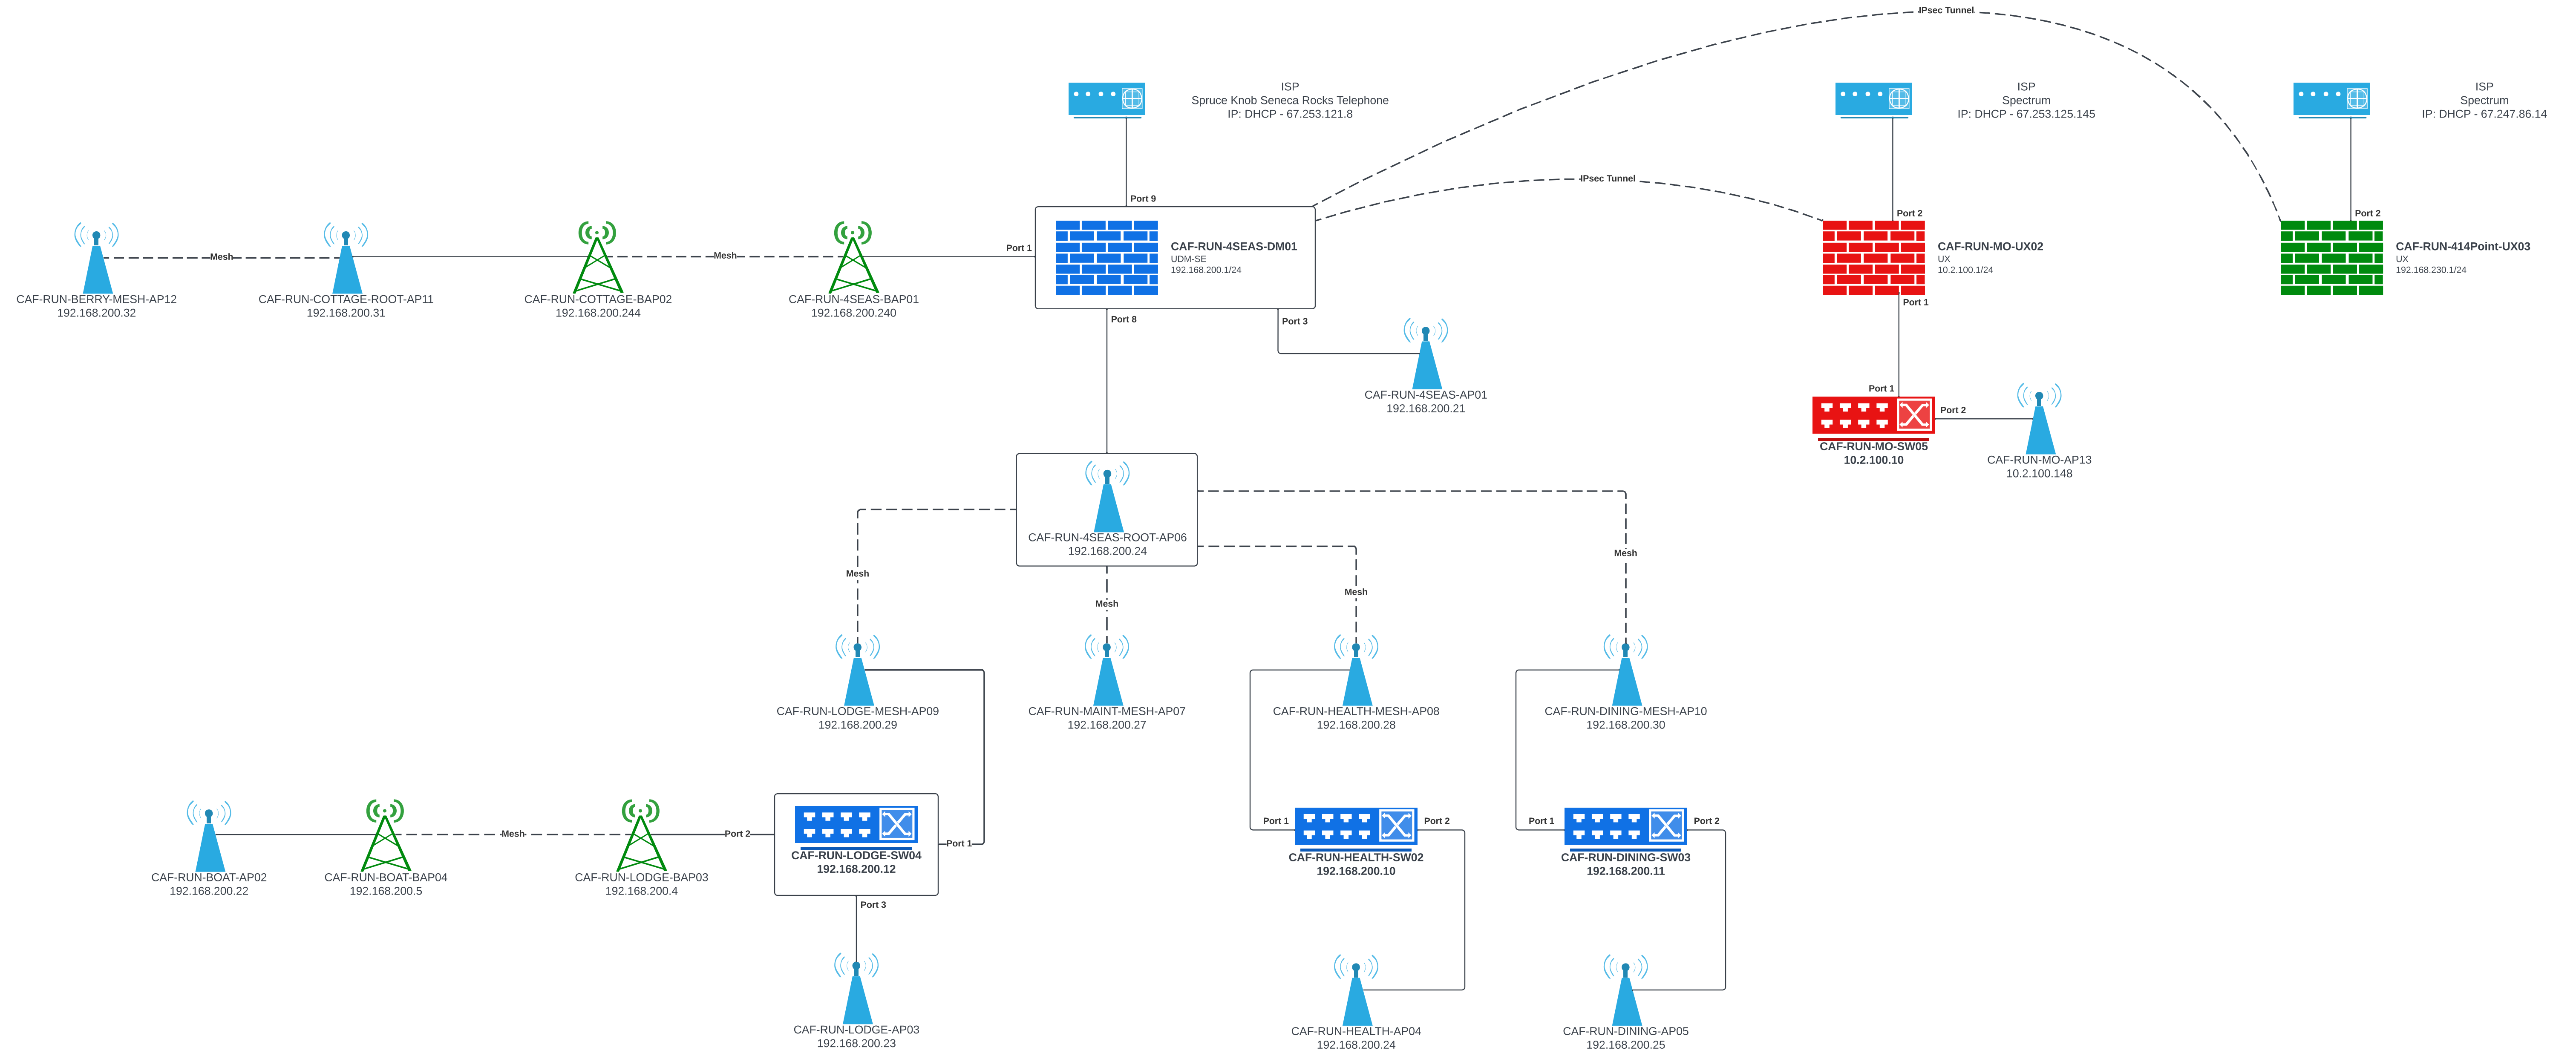 IPsec Tunnel
ISP
Spruce Knob Seneca Rocks Telephone
IP: DHCP - 67.253.121.8
ISP
Spectrum
IP: DHCP - 67.253.125.145
ISP
Spectrum
IP: DHCP - 67.247.86.14
IPsec Tunnel
Port 9
Port 2
Port 2
Mesh
Mesh
Port 1
CAF-RUN-4SEAS-DM01
UDM-SE
192.168.200.1/24
CAF-RUN-MO-UX02
UX
10.2.100.1/24
CAF-RUN-414Point-UX03
UX
192.168.230.1/24
CAF-RUN-BERRY-MESH-AP12
192.168.200.32
CAF-RUN-COTTAGE-ROOT-AP11
192.168.200.31
CAF-RUN-COTTAGE-BAP02
192.168.200.244
CAF-RUN-4SEAS-BAP01
192.168.200.240
Port 1
Port 8
Port 3
CAF-RUN-4SEAS-AP01
192.168.200.21
Port 1
Port 2
CAF-RUN-MO-SW05
10.2.100.10
CAF-RUN-MO-AP13
10.2.100.148
CAF-RUN-4SEAS-ROOT-AP06
192.168.200.24
Mesh
Mesh
Mesh
Mesh
CAF-RUN-LODGE-MESH-AP09
192.168.200.29
CAF-RUN-MAINT-MESH-AP07
192.168.200.27
CAF-RUN-HEALTH-MESH-AP08
192.168.200.28
CAF-RUN-DINING-MESH-AP10
192.168.200.30
Mesh
Port 2
Port 1
Port 1
Port 2
Port 1
Port 2
CAF-RUN-BOAT-AP02
192.168.200.22
CAF-RUN-BOAT-BAP04
192.168.200.5
CAF-RUN-LODGE-BAP03
192.168.200.4
CAF-RUN-LODGE-SW04
192.168.200.12
CAF-RUN-HEALTH-SW02
192.168.200.10
CAF-RUN-DINING-SW03
192.168.200.11
Port 3
CAF-RUN-LODGE-AP03
192.168.200.23
CAF-RUN-HEALTH-AP04
192.168.200.24
CAF-RUN-DINING-AP05
192.168.200.25